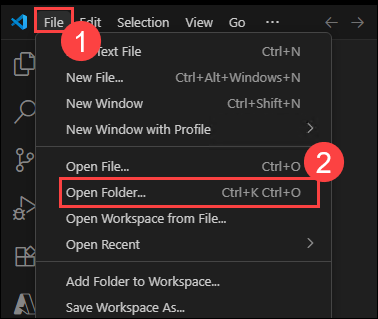 File Edit Selection View Go ...
1
Text File Ctrl+N
New File... Ctrl+Alt+Windows+N
New Window Ctrl+Shift+N
New Window with Profile
Open File... Ctrl+O
2
Open Folder... Ctrl+K Ctrl+O
Open Workspace from File...
Open Recent
Add Folder to Workspace...
Save Workspace As...